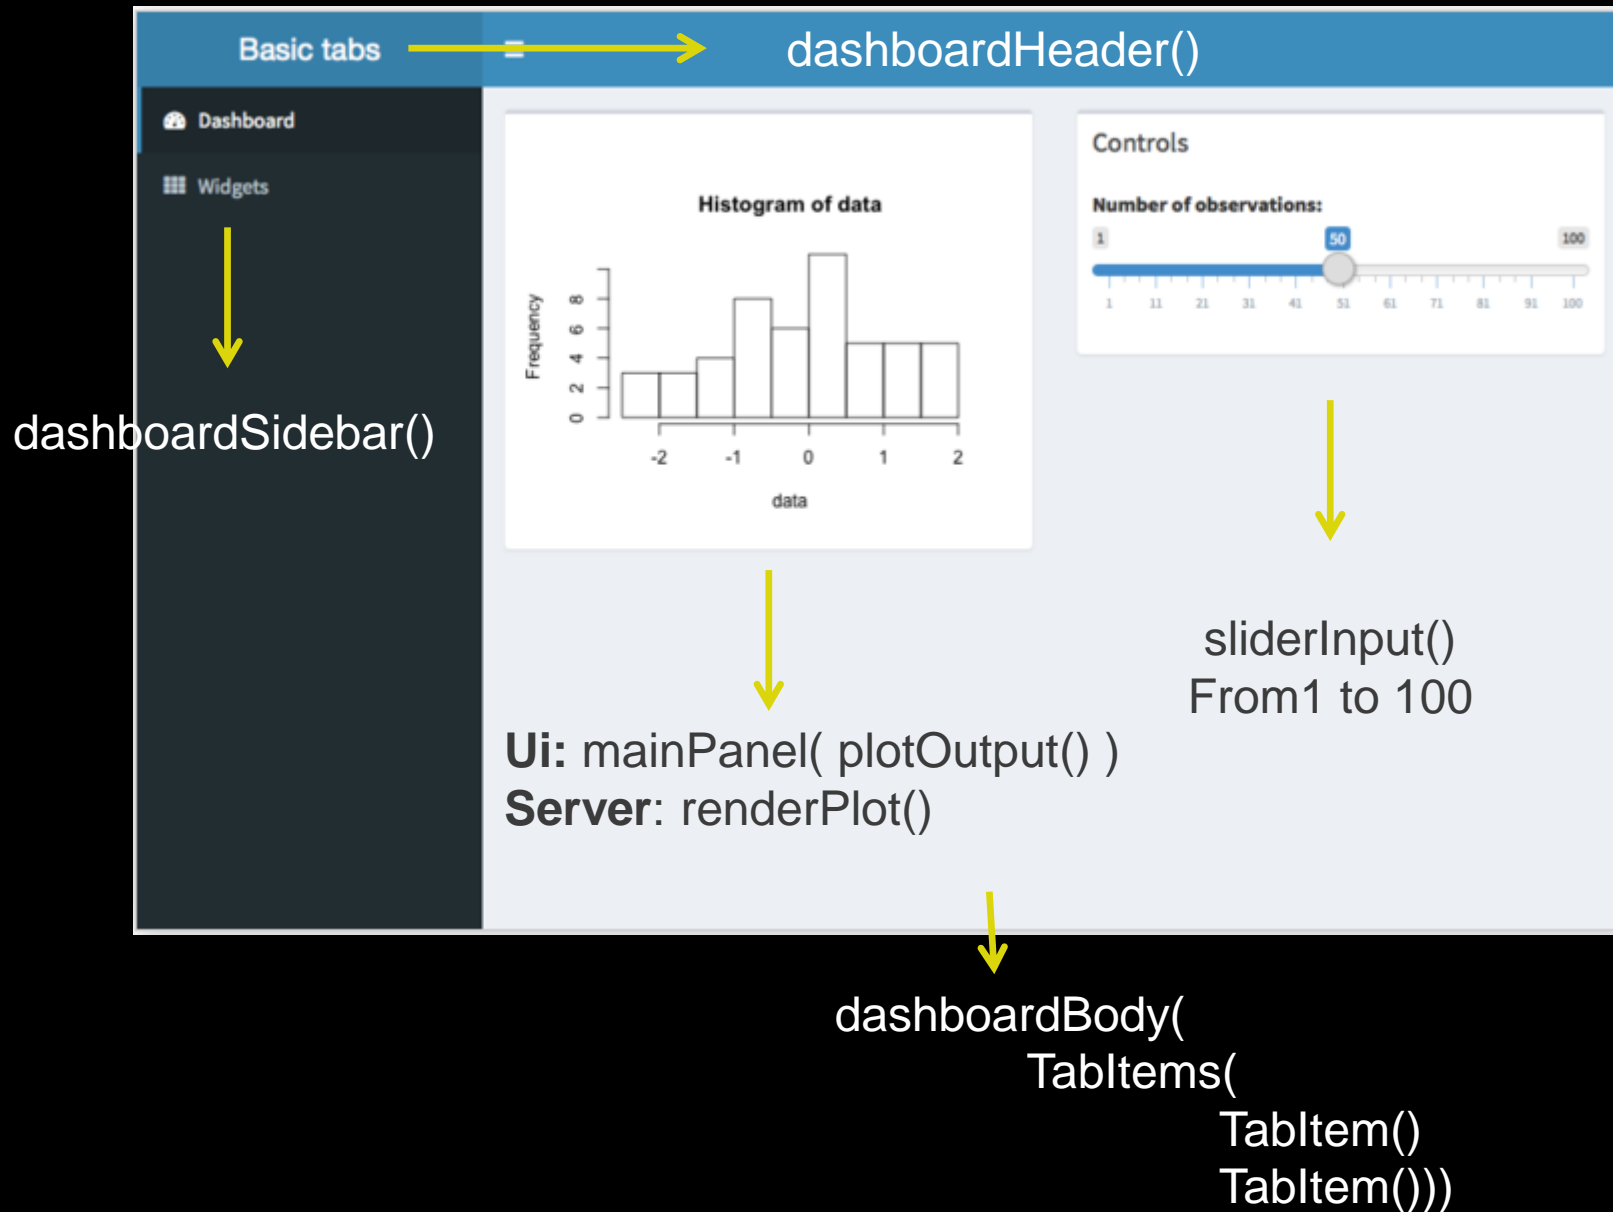 Basic tabs
dashboardHeader()
Dashboard
Widgets
dashboardSidebar()
Histogram of data
Frequency
0 2 4 6 8
-2 -1 0 1 2
data
Controls
Number of observations:
1 50 100
1 11 21 31 41 51 61 71 81 91 100
sliderInput()
From1 to 100
Ui: mainPanel( plotOutput() )
Server: renderPlot()
dashboardBody(
TabItems(
TabItem()
TabItem()))